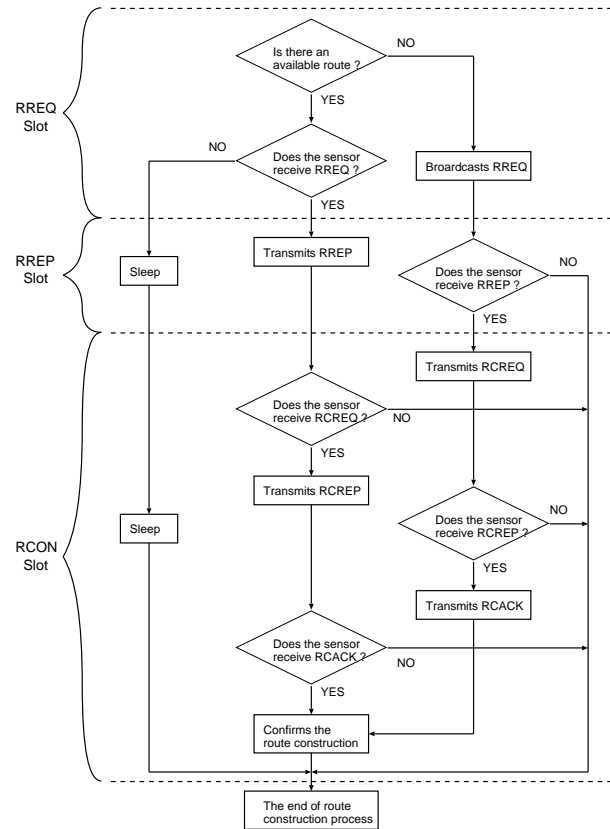 RREQ
Slot
Is there an
available route ?
NO
YES
NO
Does the sensor
receive RREQ ?
Broardcasts RREQ
YES
RREP
Slot
Sleep
Transmits RREP
Does the sensor
receive RREP ?
NO
YES
Transmits RCREQ
Does the sensor
receive RCREQ ?
NO
YES
RCON
Slot
Sleep
Transmits RCREP
Does the sensor
receive RCREP ?
NO
YES
Transmits RCACK
Does the sensor
receive RCACK ?
NO
YES
Confirms the
route construction
The end of route
construction process